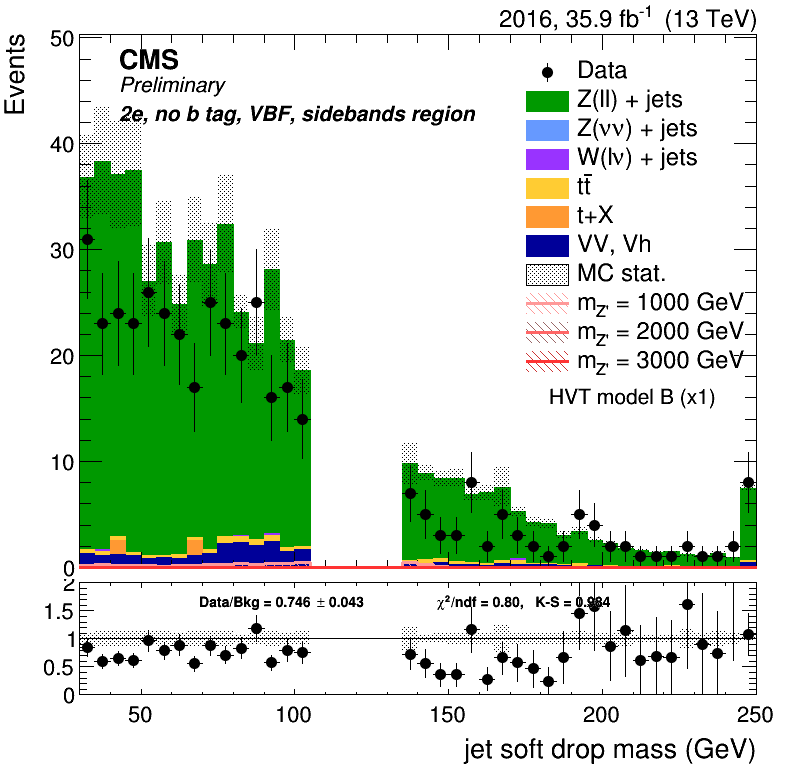 2016, 35.9 fb⁻¹ (13 TeV)
Events
50
40
30
20
10
0
CMS
Preliminary
2e, no b tag, VBF, sidebands region
Data
Z(ll) + jets
Z(νν) + jets
W(lν) + jets
tt̄
t+X
VV, Vh
MC stat.
m_Z' = 1000 GeV
m_Z' = 2000 GeV
m_Z' = 3000 GeV
HVT model B (x1)
2
1.5
1
0.5
0
Data/Bkg = 0.746 ± 0.043
χ²/ndf = 0.80, K-S = 0.984
50 100 150 200 250
jet soft drop mass (GeV)